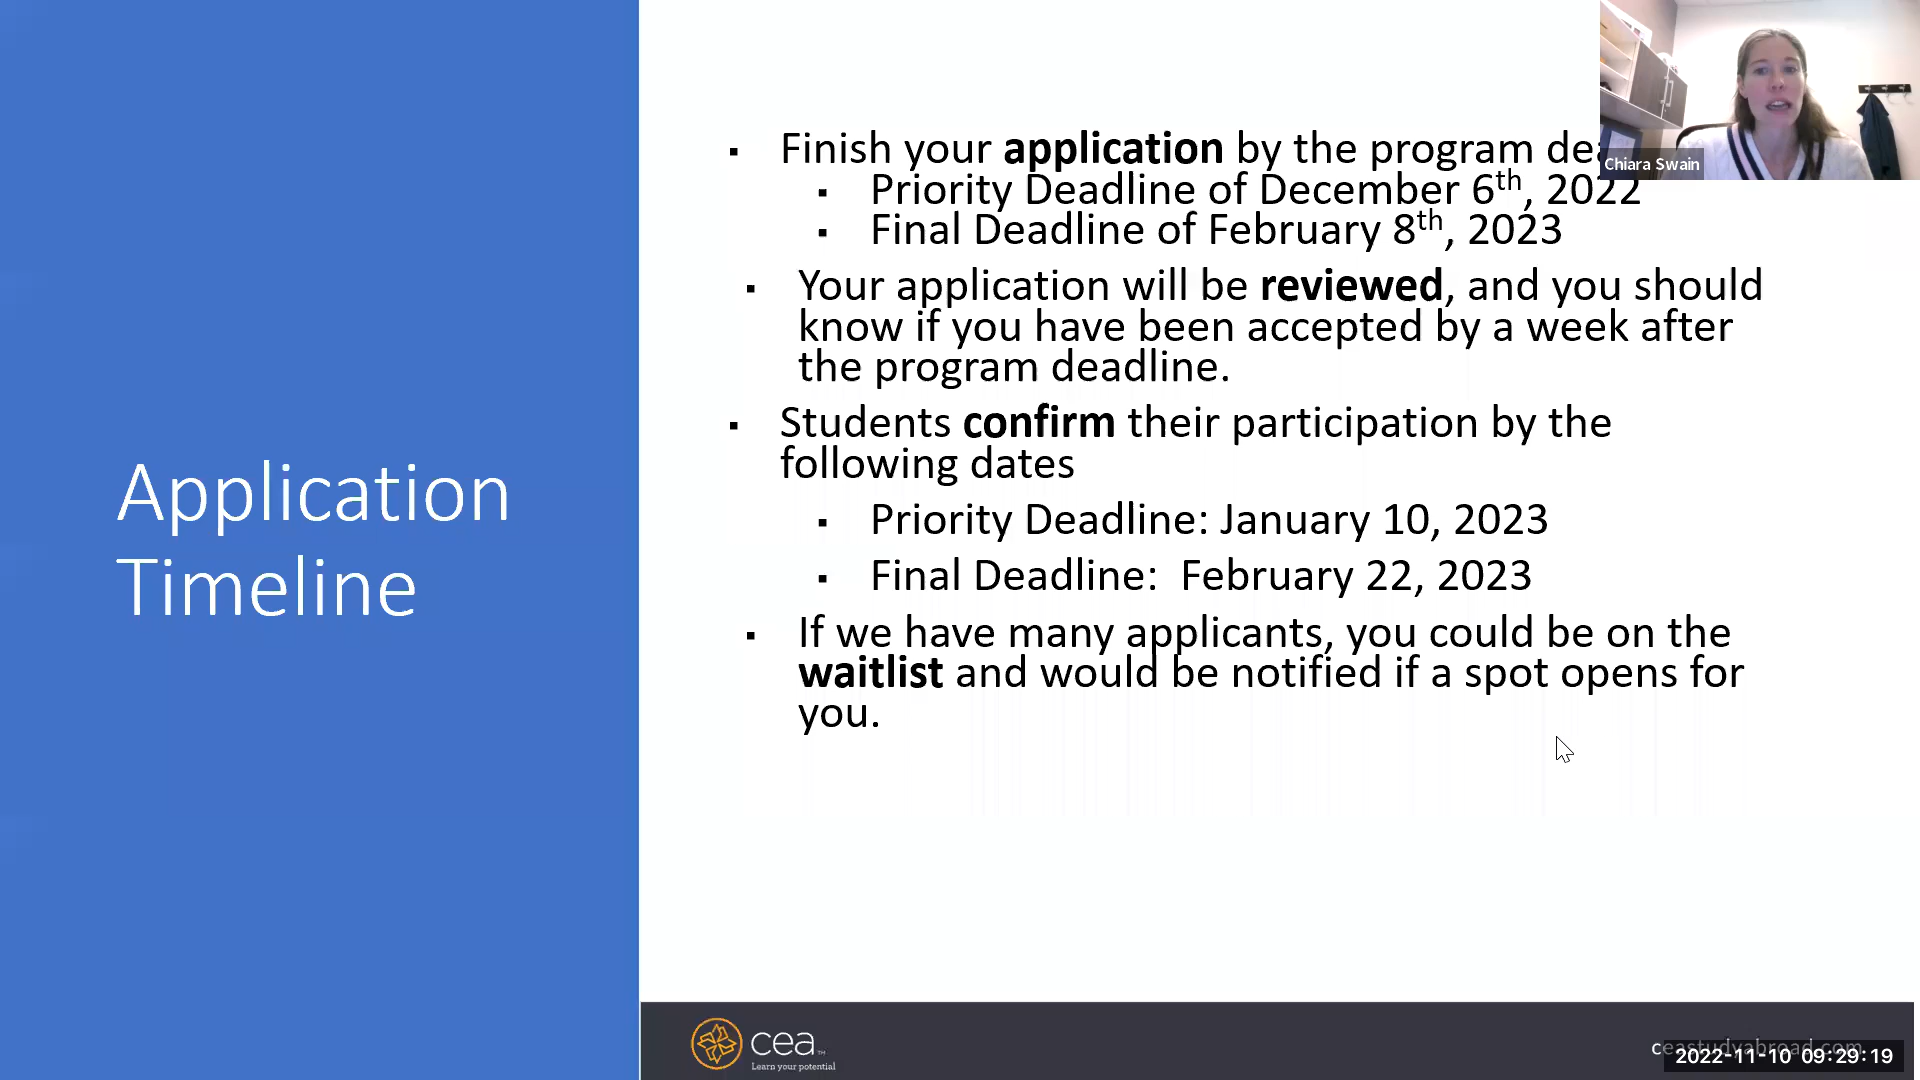 Application
Timeline
Finish your application by the program
Priority Deadline of December 6th, 2022
Final Deadline of February 8th, 2023
Your application will be reviewed, and you should
know if you have been accepted by a week after
the program deadline.
Students confirm their participation by the
following dates
Priority Deadline: January 10, 2023
Final Deadline: February 22, 2023
If we have many applicants, you could be on the
waitlist and would be notified if a spot opens for
you.
Chiara Swain
cea™
Learn your potential
ceastudyabroad.com
2022-11-10 09:29:19